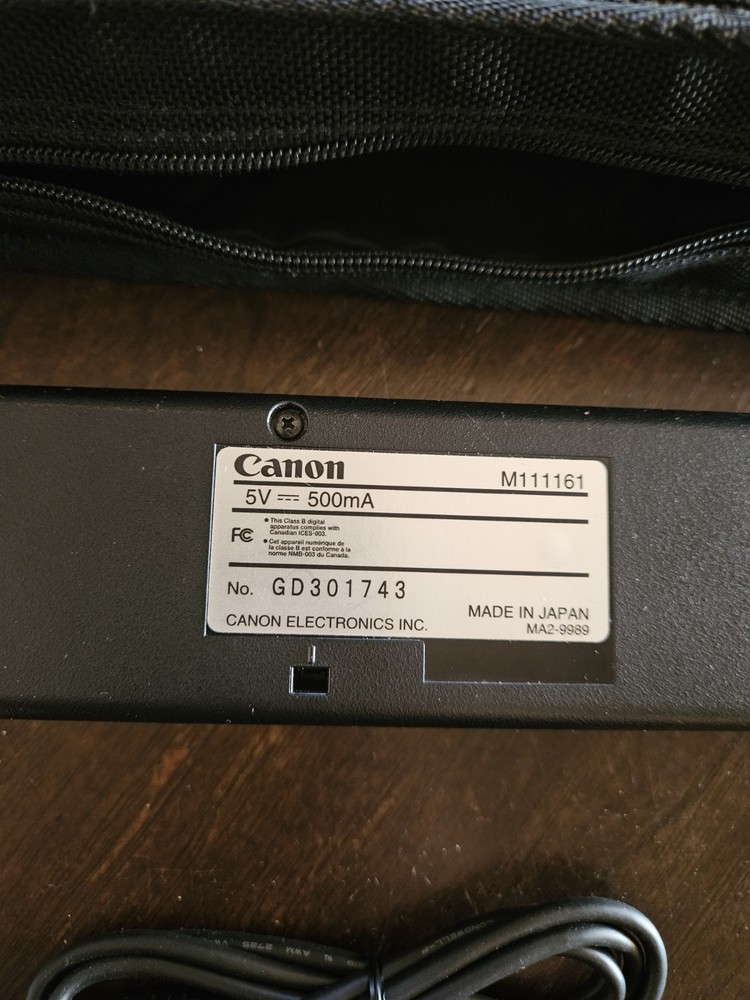 Canon
M111161
5V ⎓ 500mA
FC
• This Class B digital
apparatus complies with
Canadian ICES-003.
• Cet appareil numérique de
la classe B est conforme à la
norme NMB-003 du Canada.
No. GD301743
MADE IN JAPAN
CANON ELECTRONICS INC.
MA2-9989
AWM 2725